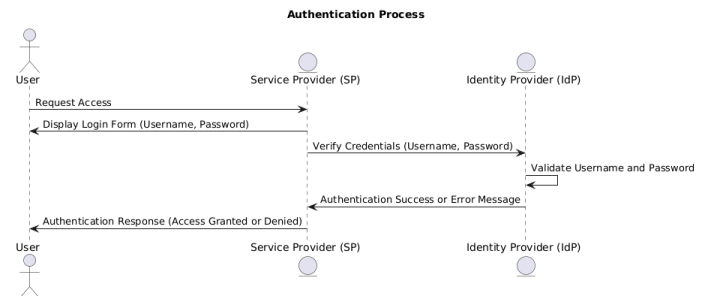 Authentication Process
User
Service Provider (SP)
Identity Provider (IdP)
Request Access
Display Login Form (Username, Password)
Verify Credentials (Username, Password)
Validate Username and Password
Authentication Success or Error Message
Authentication Response (Access Granted or Denied)
User
Service Provider (SP)
Identity Provider (IdP)